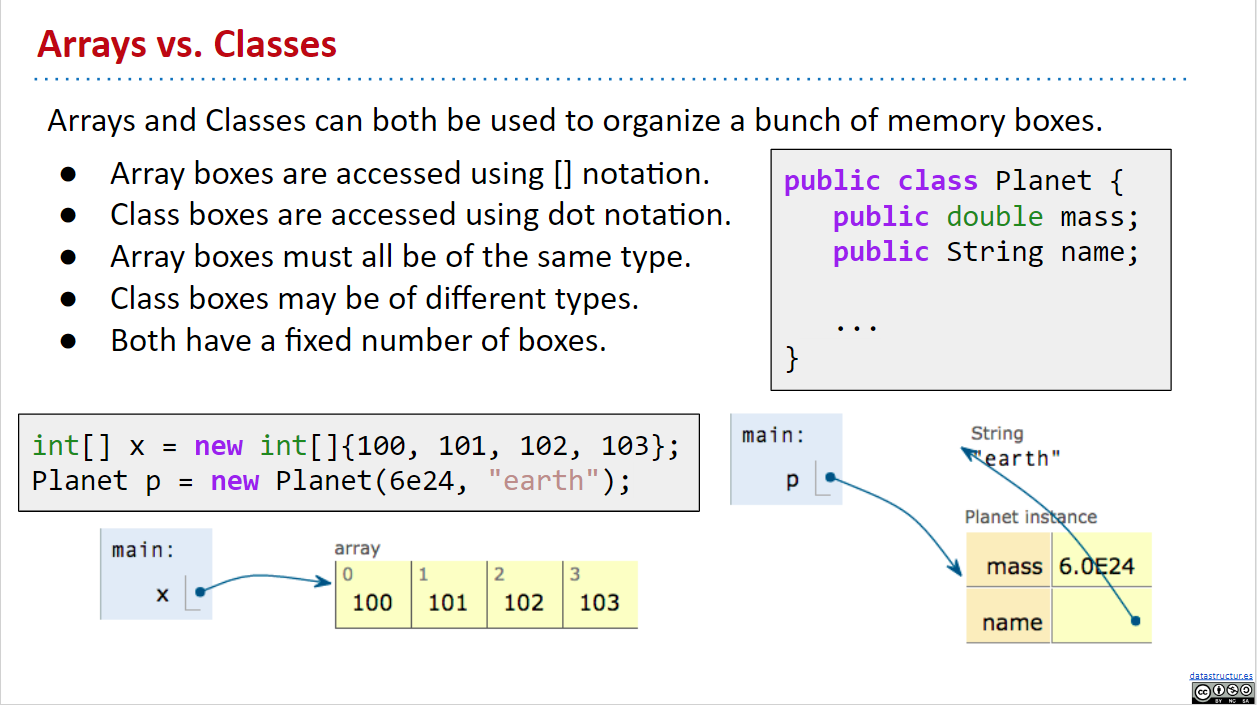 Arrays vs. Classes
Arrays and Classes can both be used to organize a bunch of memory boxes.
● Array boxes are accessed using [] notation.
● Class boxes are accessed using dot notation.
● Array boxes must all be of the same type.
● Class boxes may be of different types.
● Both have a fixed number of boxes.
public class Planet {
public double mass;
public String name;
...
}
int[] x = new int[]{100, 101, 102, 103};
Planet p = new Planet(6e24, "earth");
main:
x
array
0 1 2 3
100 101 102 103
main:
p
String
"earth"
Planet instance
mass 6.0E24
name
datastructur.es
cc
BY NC SA